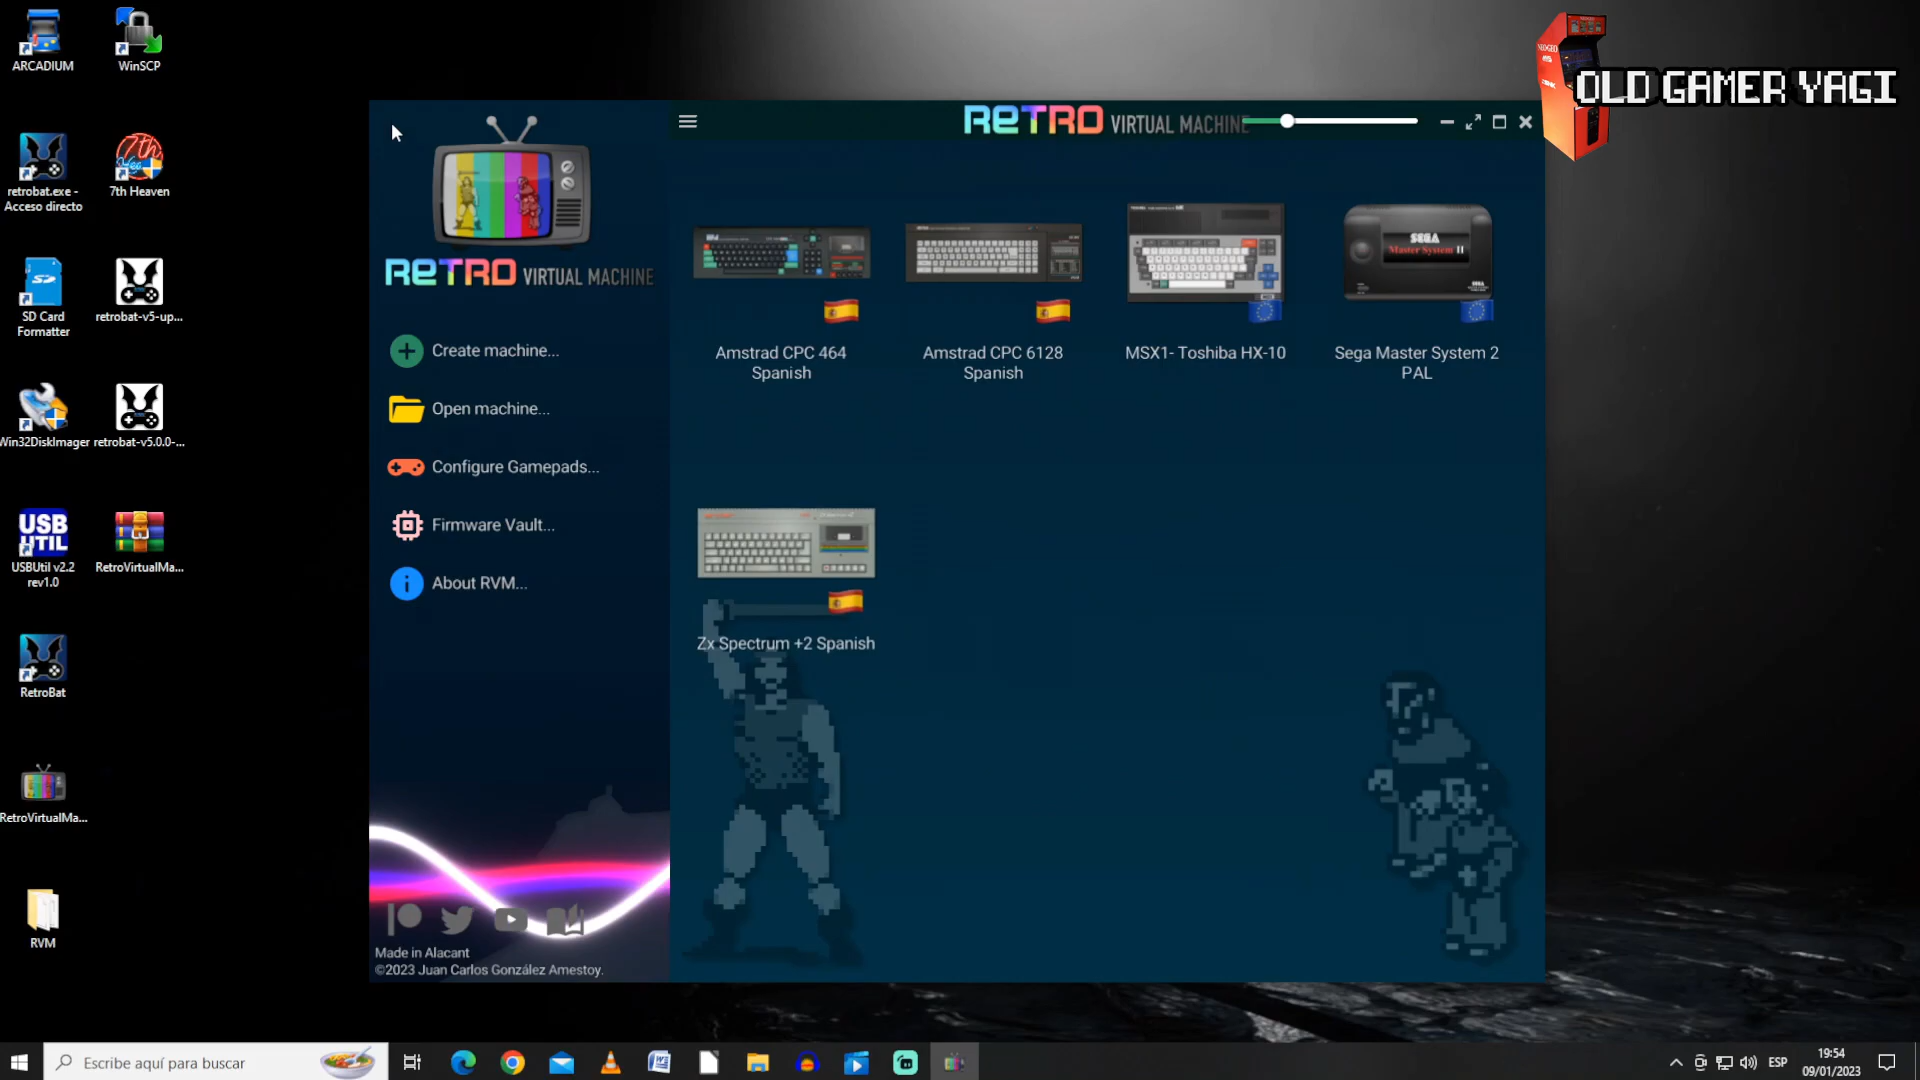 ARCADIUM
WinSCP
retrobat.exe -
Acceso directo
7th Heaven
SD Card
Formatter
retrobat-v5-up...
Win32DiskImager
retrobat-v5.0.0-...
USB
UTIL
USBUtil v2.2
rev1.0
RetroVirtualMa...
RetroBat
RetroVirtualMa...
RVM
RETRO VIRTUAL MACHINE
Create machine...
Open machine...
Configure Gamepads...
Firmware Vault...
About RVM...
Made in Alacant
©2023 Juan Carlos González Amestoy.
RETRO VIRTUAL MACHINE
Amstrad CPC 464
Spanish
Amstrad CPC 6128
Spanish
MSX1- Toshiba HX-10
SEGA
Master System II
Sega Master System 2
PAL
Zx Spectrum +2 Spanish
OLD GAMER YAGI
Escribe aquí para buscar
ESP
19:54
09/01/2023